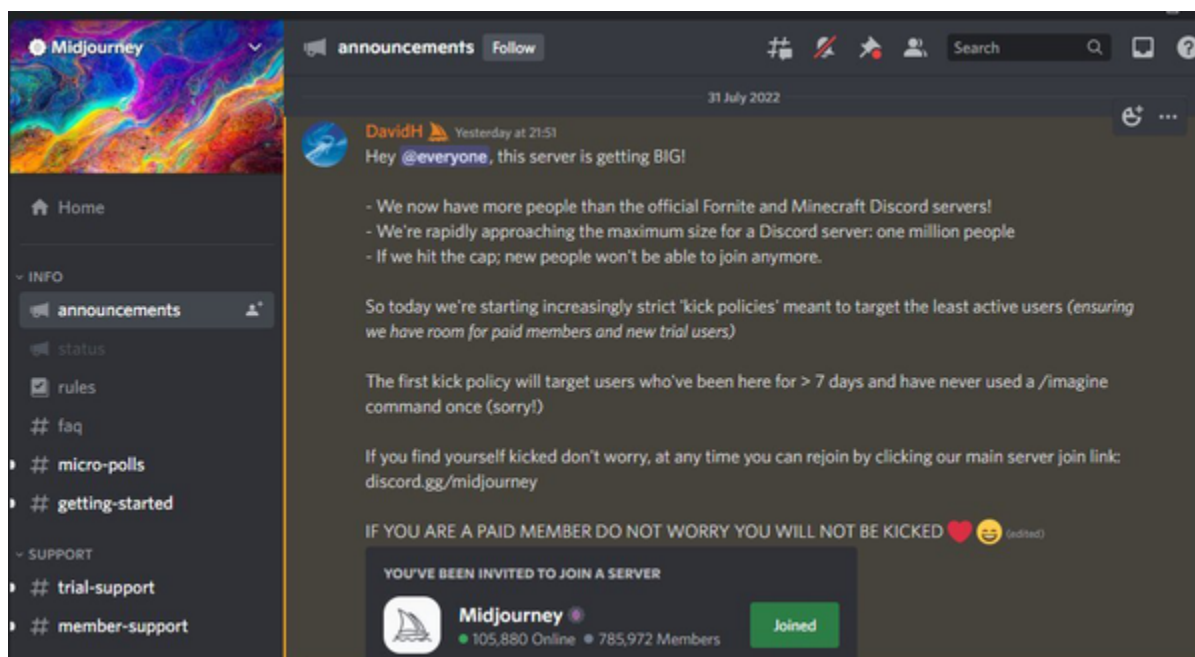 Midjourney
announcements Follow
Search
31 July 2022
DavidH Yesterday at 21:51
Hey @everyone, this server is getting BIG!
- We now have more people than the official Fornite and Minecraft Discord servers!
- We're rapidly approaching the maximum size for a Discord server: one million people
- If we hit the cap; new people won't be able to join anymore.
So today we're starting increasingly strict 'kick policies' meant to target the least active users (ensuring
we have room for paid members and new trial users)
The first kick policy will target users who've been here for > 7 days and have never used a /imagine
command once (sorry!)
If you find yourself kicked don't worry, at any time you can rejoin by clicking our main server join link:
discord.gg/midjourney
IF YOU ARE A PAID MEMBER DO NOT WORRY YOU WILL NOT BE KICKED ❤️😄 (edited)
YOU'VE BEEN INVITED TO JOIN A SERVER
Midjourney
105,880 Online 785,972 Members
Joined
Home
INFO
announcements
status
rules
# faq
# micro-polls
# getting-started
SUPPORT
# trial-support
# member-support